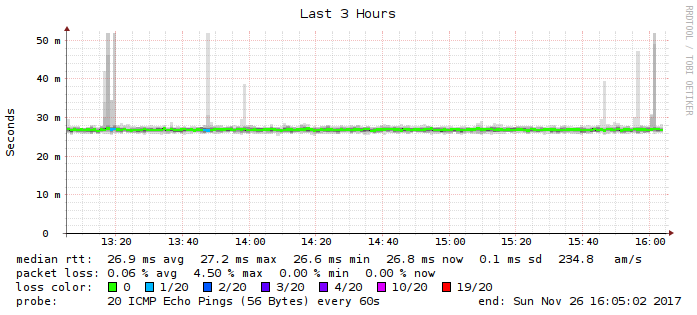 Last 3 Hours
RRDTOOL / TOBI OETIKER
Seconds
50 m
40 m
30 m
20 m
10 m
0
13:20 13:40 14:00 14:20 14:40 15:00 15:20 15:40 16:00
median rtt: 26.9 ms avg 27.2 ms max 26.6 ms min 26.8 ms now 0.1 ms sd 234.8 am/s
packet loss: 0.06 % avg 4.50 % max 0.00 % min 0.00 % now
loss color: 0 1/20 2/20 3/20 4/20 10/20 19/20
probe: 20 ICMP Echo Pings (56 Bytes) every 60s end: Sun Nov 26 16:05:02 2017